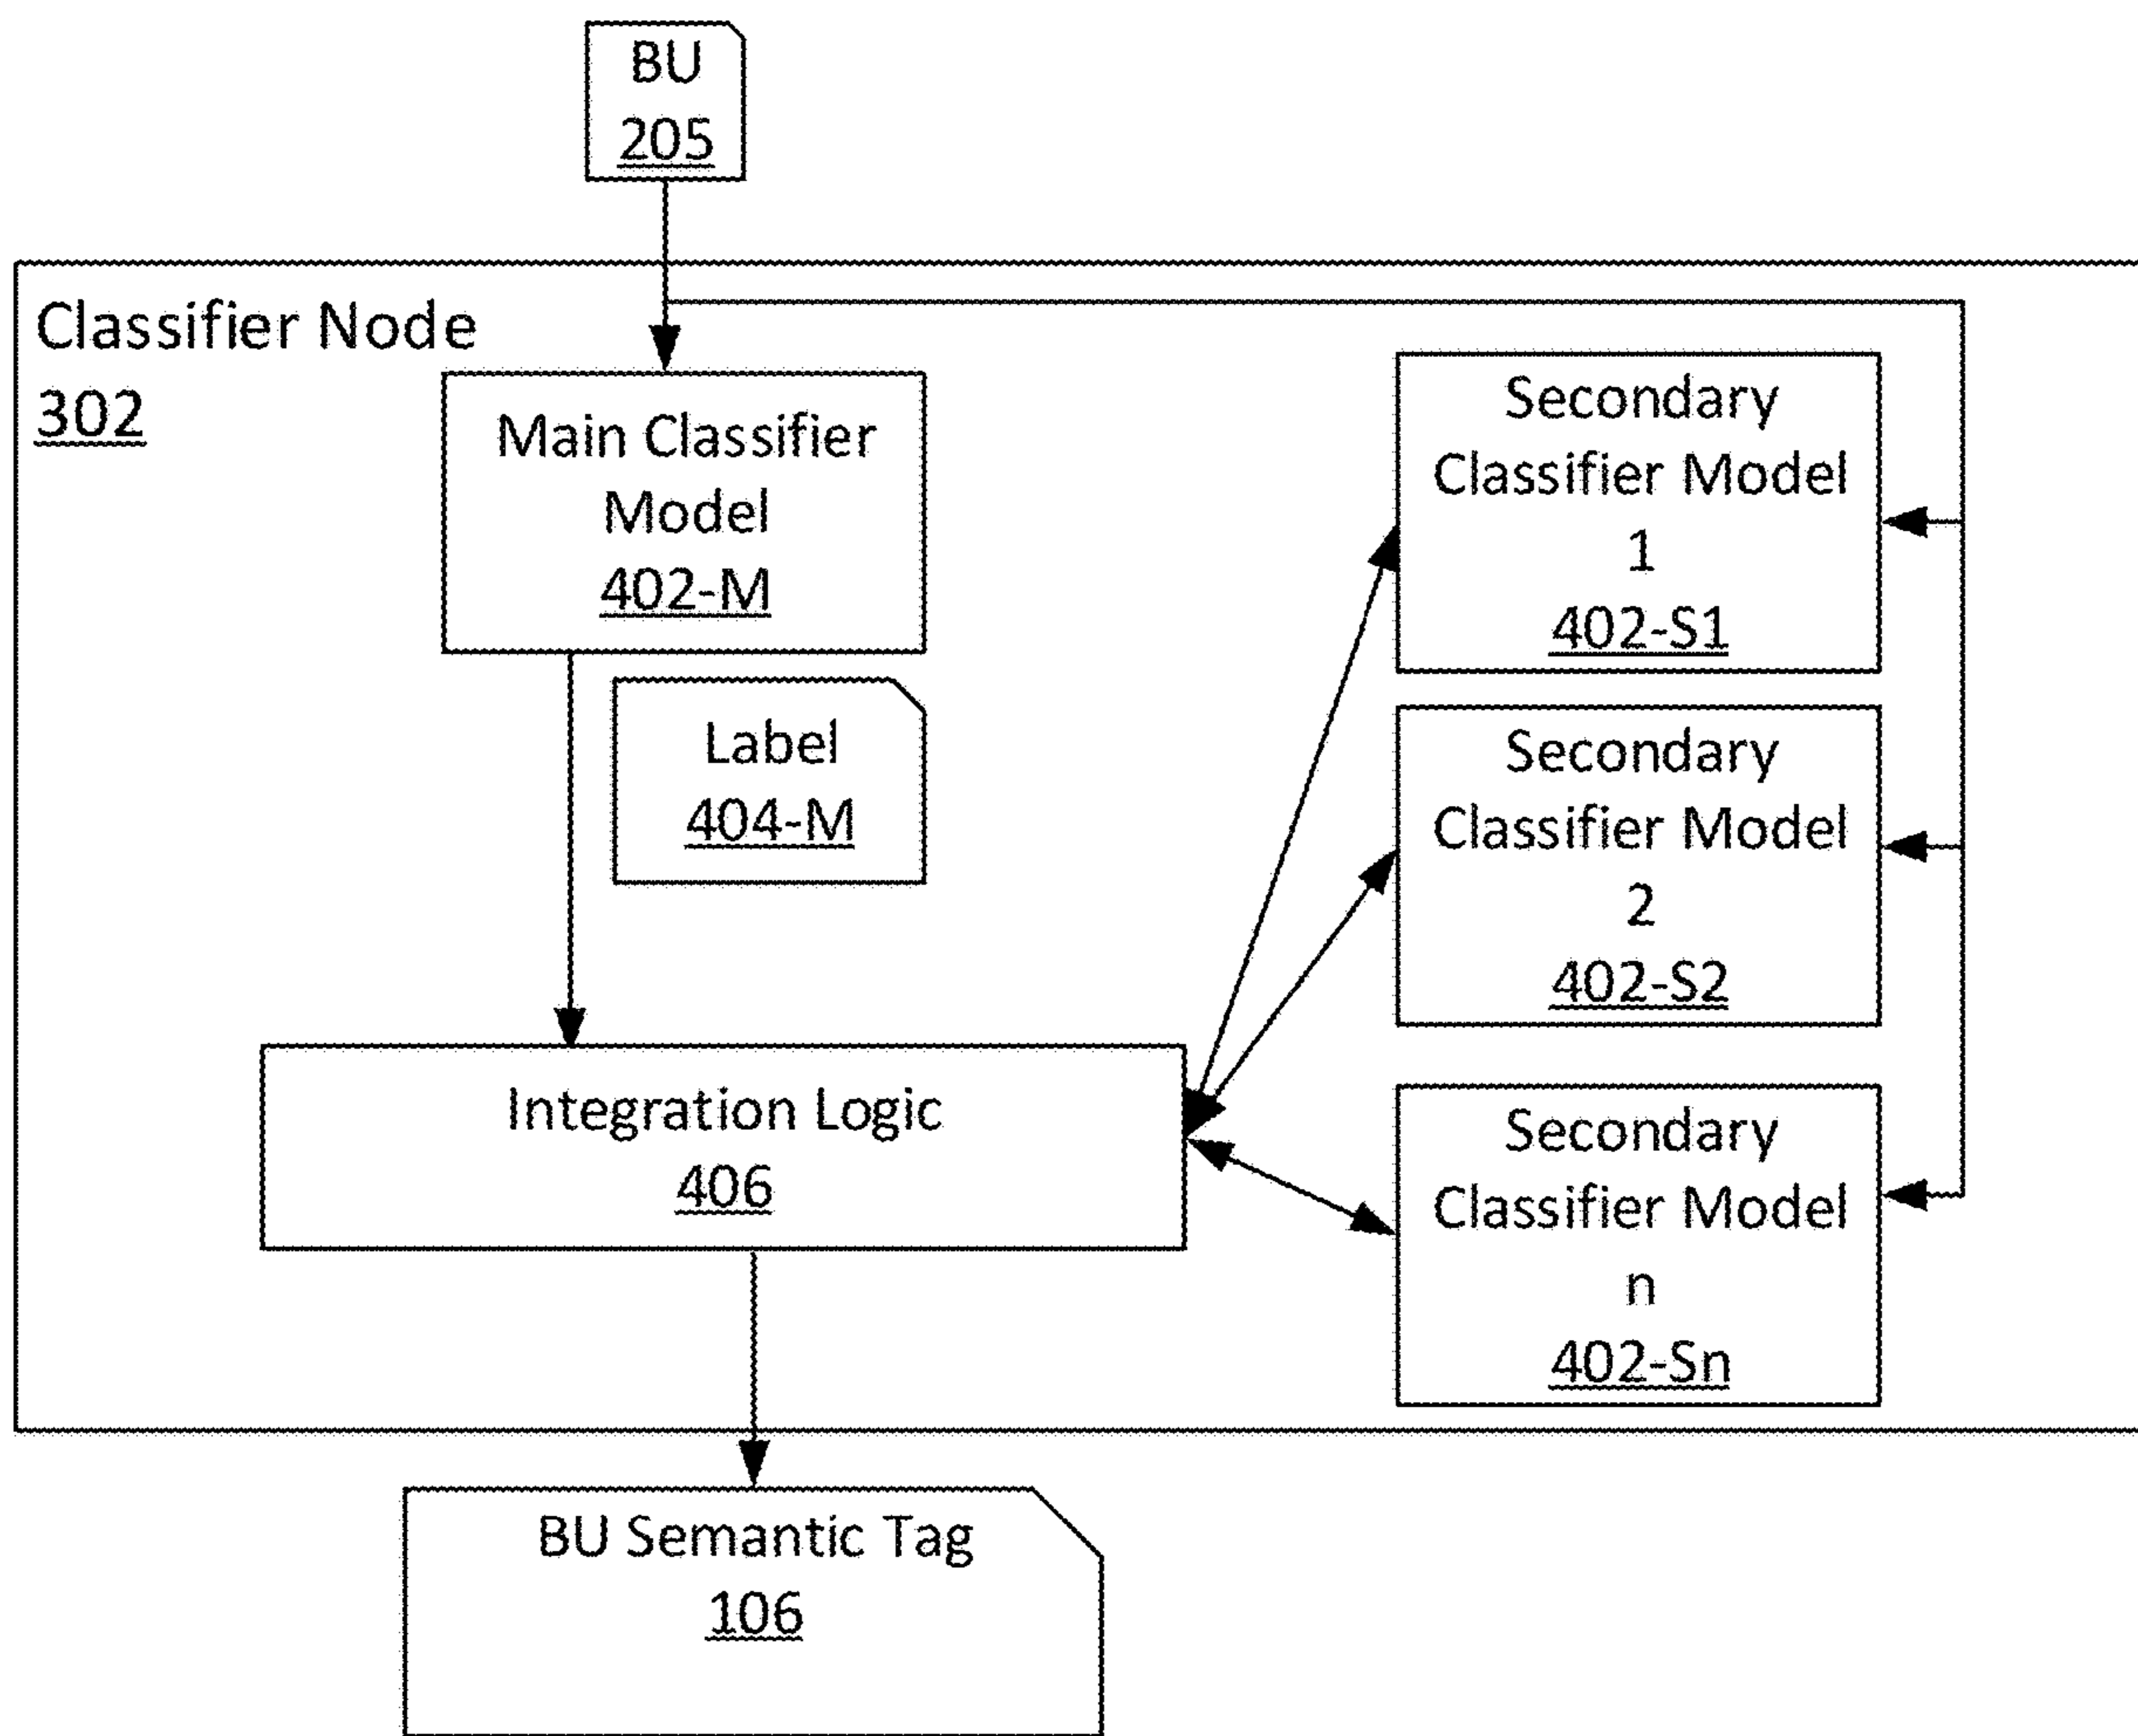 BU
205
Classifier Node
302
Main Classifier
Model
402-M
Label
404-M
Integration Logic
406
Secondary
Classifier Model
1
402-S1
Secondary
Classifier Model
2
402-S2
Secondary
Classifier Model
n
402-Sn
BU Semantic Tag
106